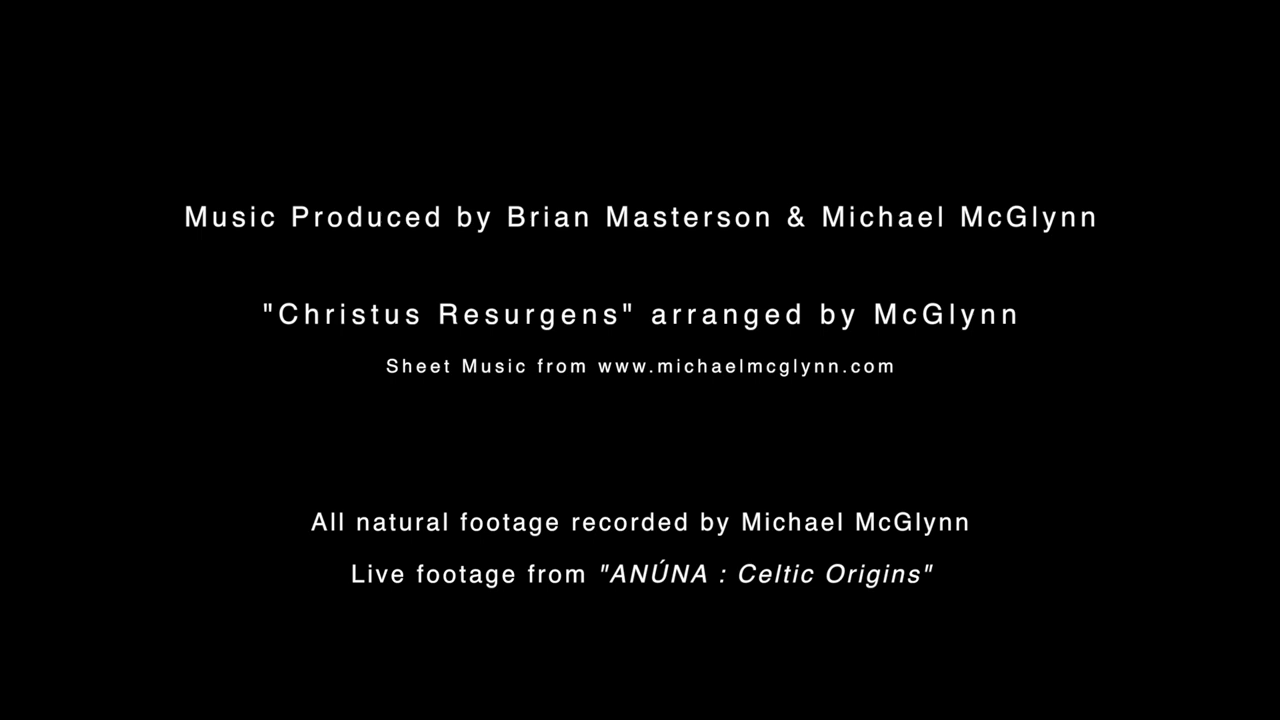 Music Produced by Brian Masterson & Michael McGlynn
"Christus Resurgens" arranged by McGlynn
Sheet Music from www.michaelmcglynn.com
All natural footage recorded by Michael McGlynn
Live footage from "ANÚNA : Celtic Origins"